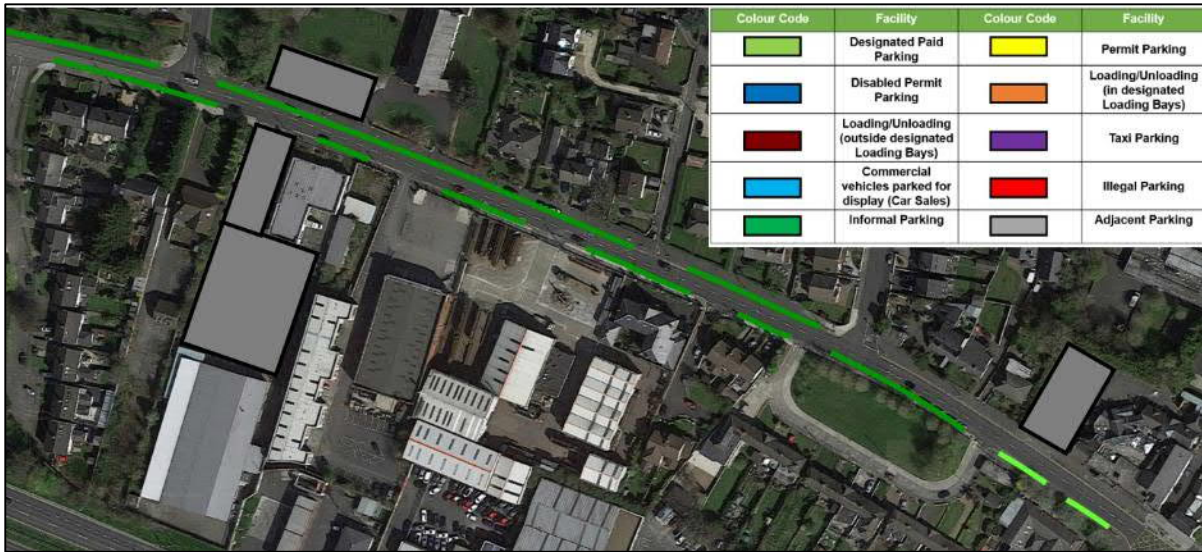 Colour Code Facility Colour Code Facility
Designated Paid
Parking
Permit Parking
Disabled Permit
Parking
Loading/Unloading
(in designated
Loading Bays)
Loading/Unloading
(outside designated
Loading Bays)
Taxi Parking
Commercial
vehicles parked for
display (Car Sales)
Illegal Parking
Informal Parking
Adjacent Parking